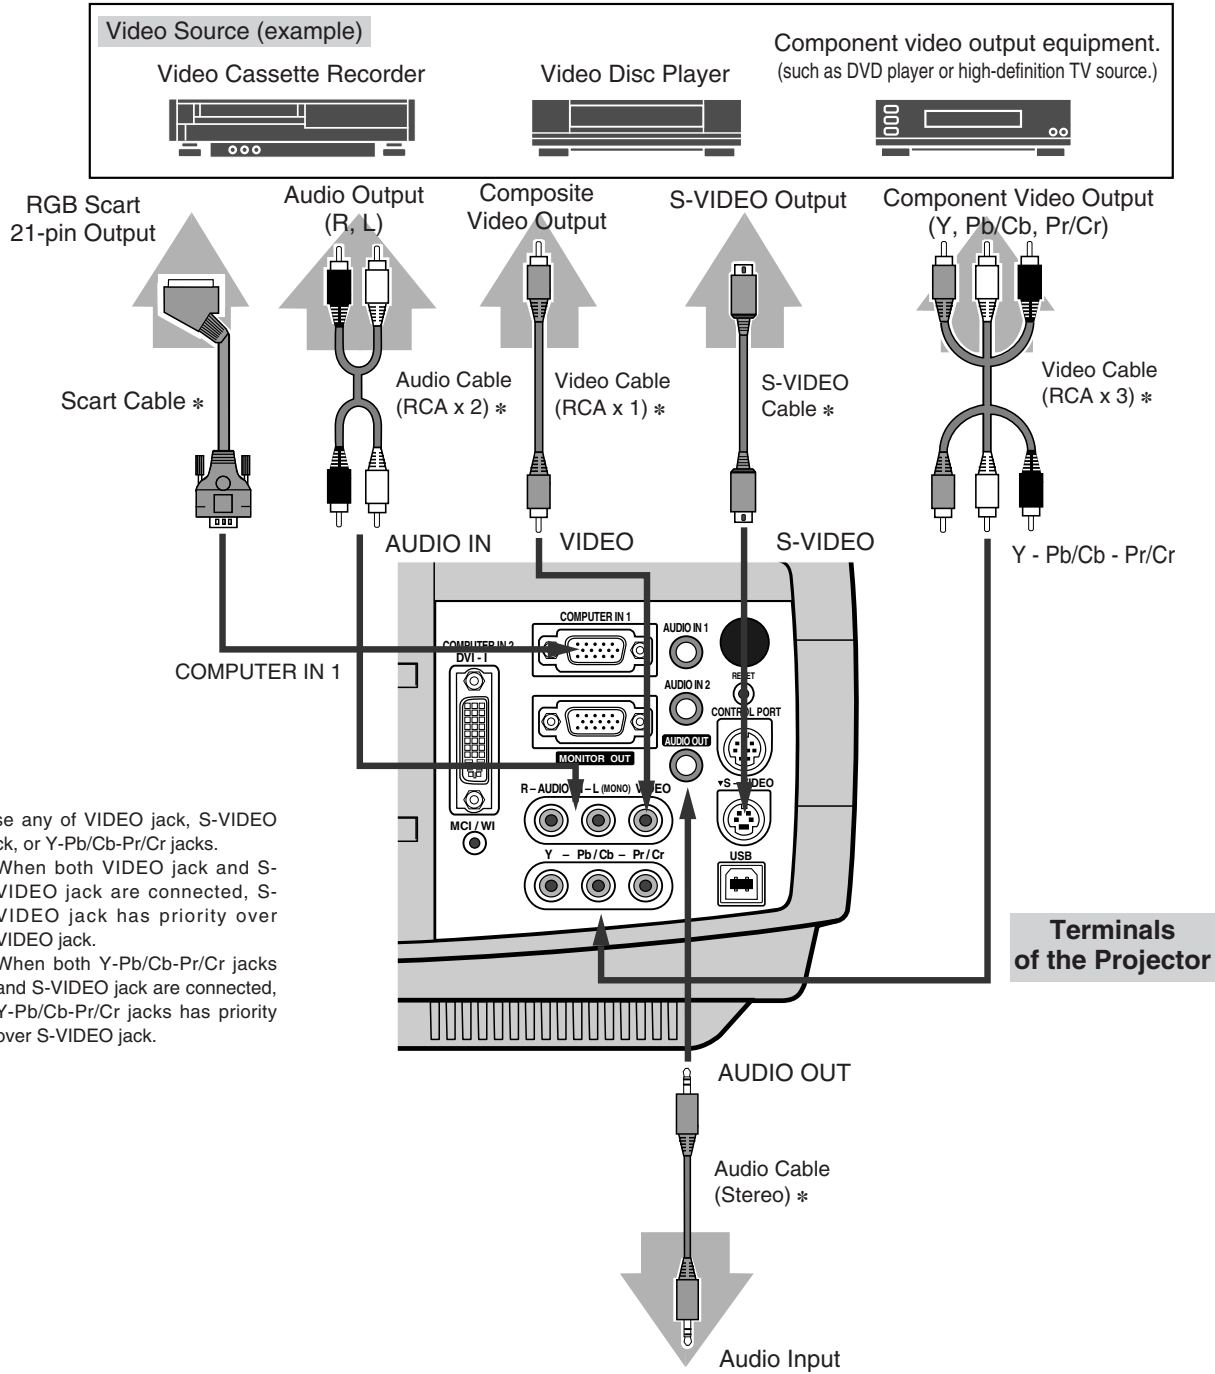 Video Source (example)
Video Cassette Recorder
Video Disc Player
Component video output equipment.
(such as DVD player or high-definition TV source.)
RGB Scart
21-pin Output
Audio Output
(R, L)
Composite
Video Output
S-VIDEO Output
Component Video Output
(Y, Pb/Cb, Pr/Cr)
Scart Cable ✻
Audio Cable
(RCA x 2) ✻
Video Cable
(RCA x 1) ✻
S-VIDEO
Cable ✻
Video Cable
(RCA x 3) ✻
AUDIO IN
VIDEO
S-VIDEO
Y - Pb/Cb - Pr/Cr
COMPUTER IN 1
COMPUTER IN 1
COMPUTER IN 2
DVI - I
AUDIO IN 1
RESET
AUDIO IN 2
CONTROL PORT
AUDIO OUT
MONITOR OUT
R – AUDIO IN – L (MONO) VIDEO
▼S – VIDEO
MCI / WI
Y – Pb / Cb – Pr / Cr
USB
se any of VIDEO jack, S-VIDEO
ck, or Y-Pb/Cb-Pr/Cr jacks.
When both VIDEO jack and S-
VIDEO jack are connected, S-
VIDEO jack has priority over
VIDEO jack.
When both Y-Pb/Cb-Pr/Cr jacks
and S-VIDEO jack are connected,
Y-Pb/Cb-Pr/Cr jacks has priority
over S-VIDEO jack.
Terminals
of the Projector
AUDIO OUT
Audio Cable
(Stereo) ✻
Audio Input